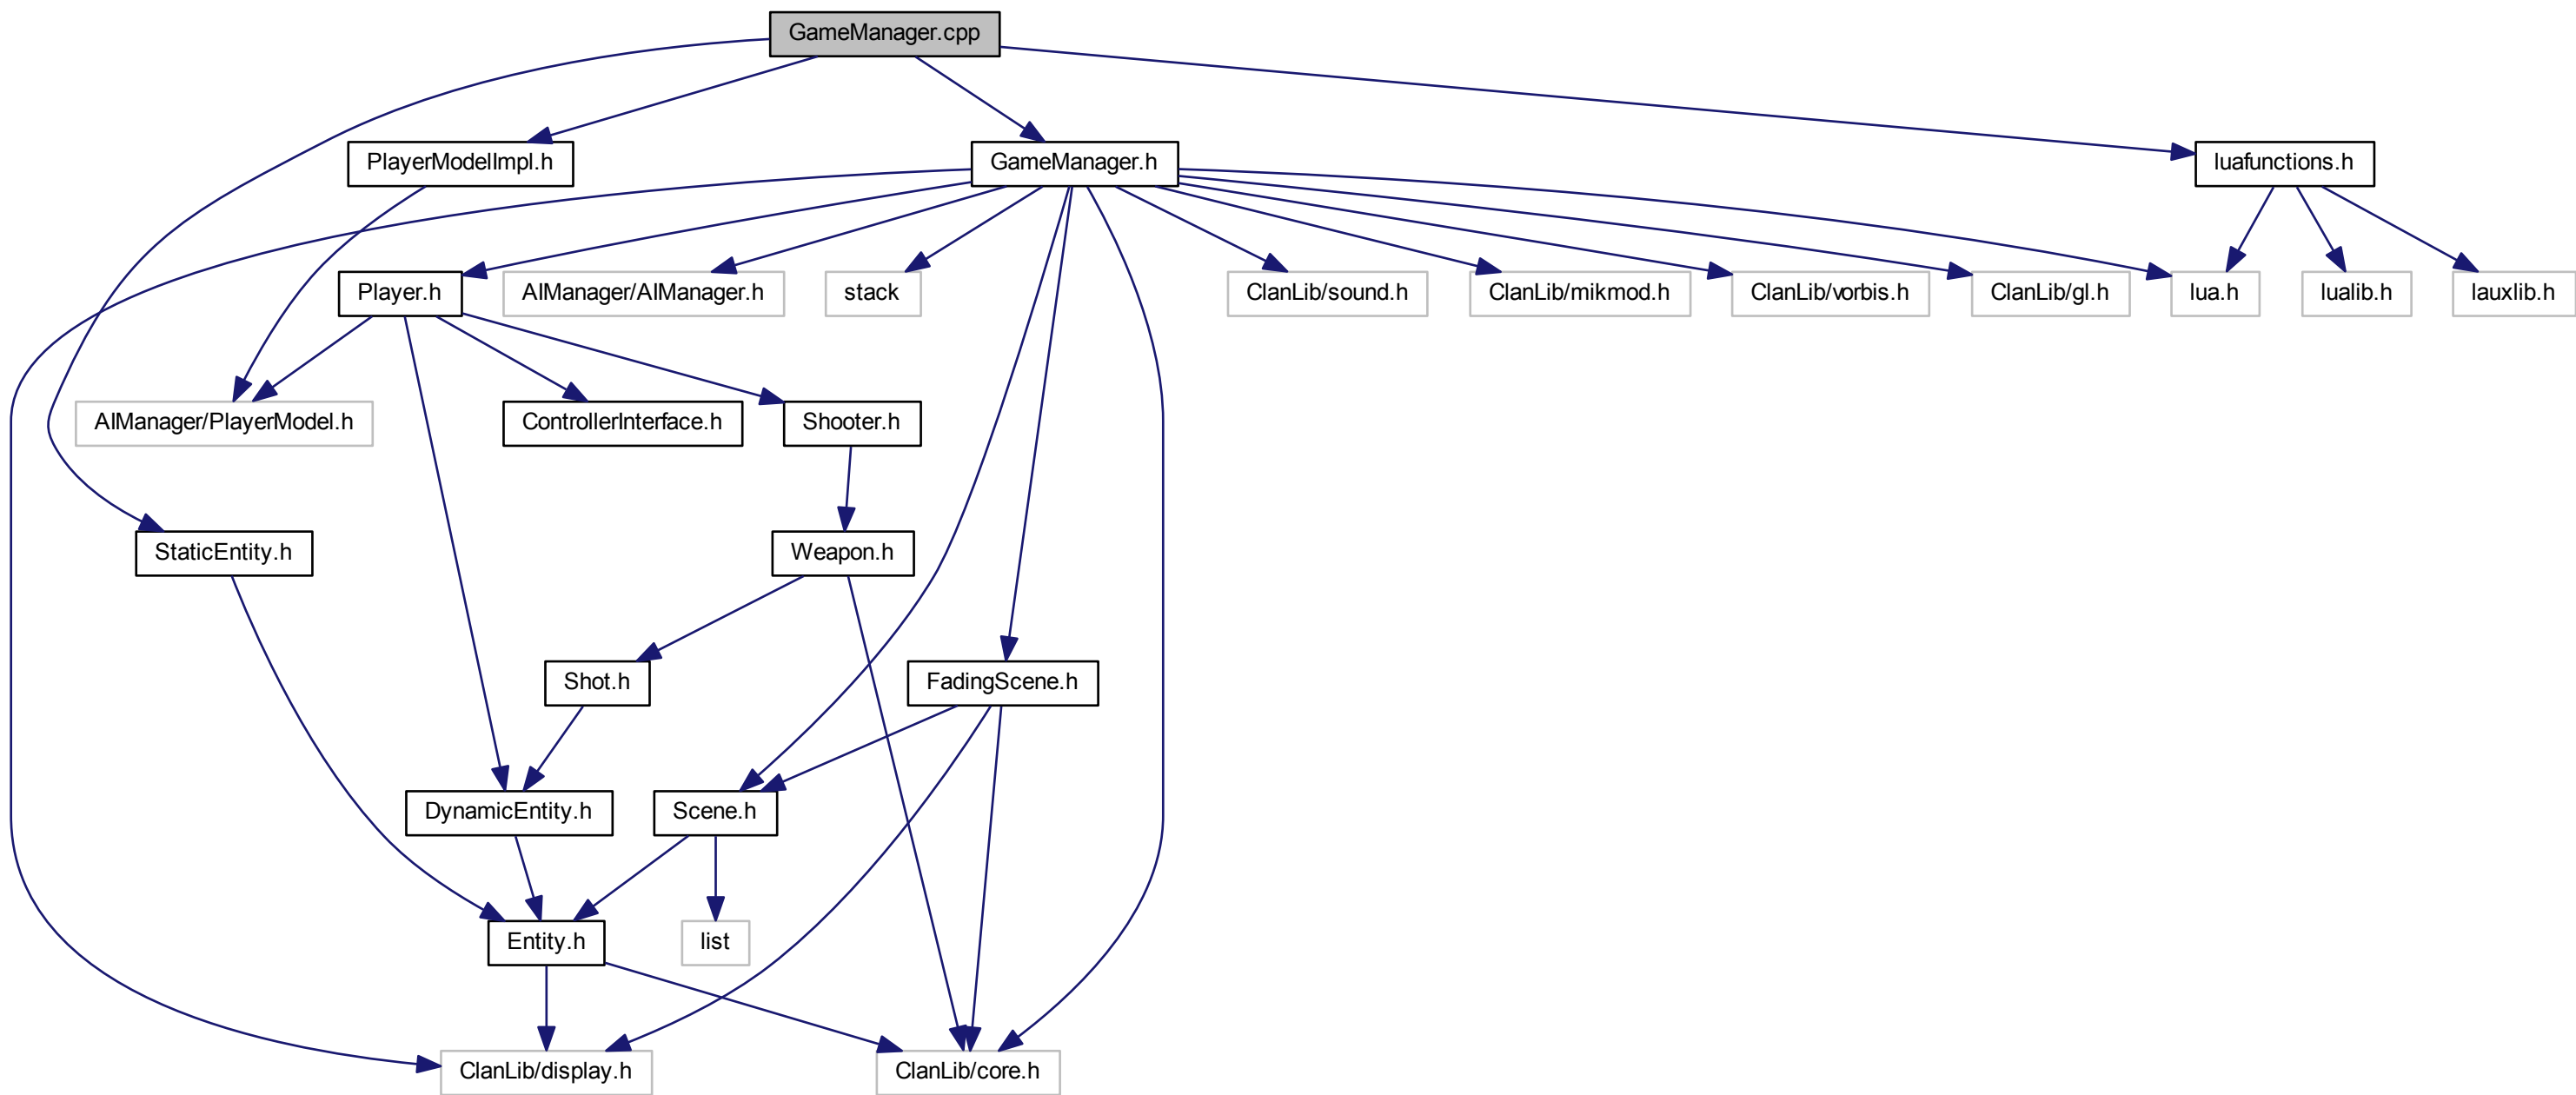 GameManager.cpp
PlayerModelImpl.h
GameManager.h
luafunctions.h
Player.h
AIManager/AIManager.h
stack
ClanLib/sound.h
ClanLib/mikmod.h
ClanLib/vorbis.h
ClanLib/gl.h
lua.h
lualib.h
lauxlib.h
AIManager/PlayerModel.h
ControllerInterface.h
Shooter.h
StaticEntity.h
Weapon.h
Shot.h
FadingScene.h
DynamicEntity.h
Scene.h
Entity.h
list
ClanLib/display.h
ClanLib/core.h